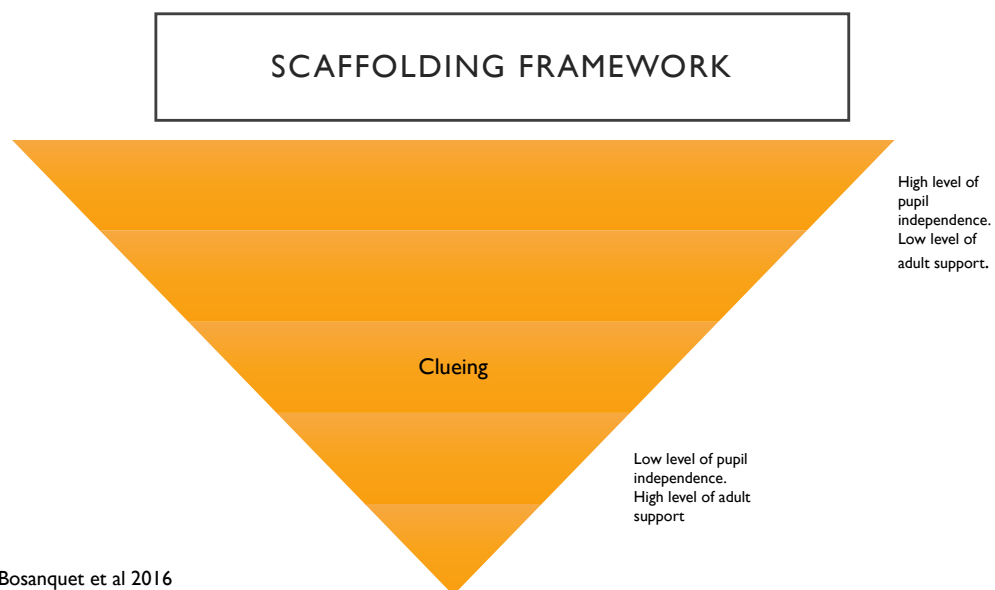 SCAFFOLDING FRAMEWORK
High level of
pupil
independence.
Low level of
adult support.
Clueing
Low level of pupil
independence.
High level of adult
support
Bosanquet et al 2016